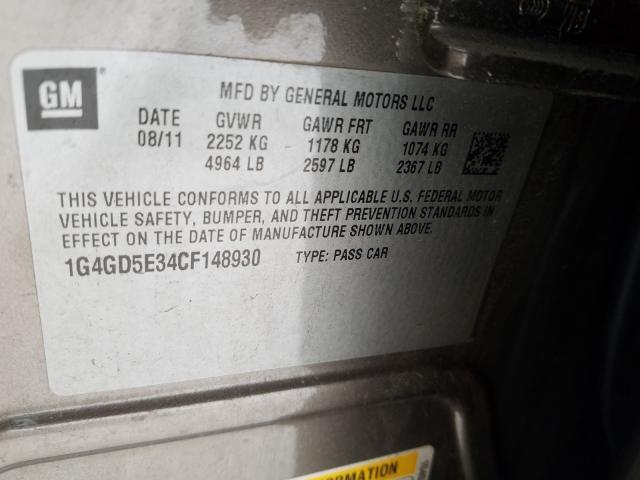 GM
MFD BY GENERAL MOTORS LLC
DATE GVWR GAWR FRT GAWR RR
08/11 2252 KG 1178 KG 1074 KG
4964 LB 2597 LB 2367 LB
THIS VEHICLE CONFORMS TO ALL APPLICABLE U.S. FEDERAL MOTOR
VEHICLE SAFETY, BUMPER, AND THEFT PREVENTION STANDARDS IN
EFFECT ON THE DATE OF MANUFACTURE SHOWN ABOVE.
1G4GD5E34CF148930 TYPE: PASS CAR